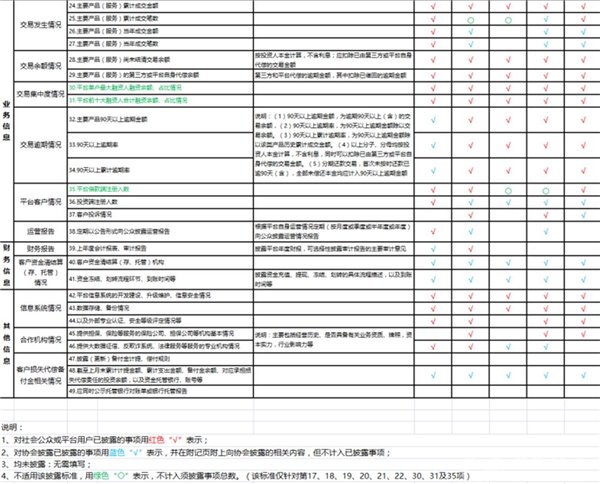 24.主要产品（服务）累计成交金额 √ √ √ √ √
交易发生情况 25.主要产品（服务）累计成交笔数 √ ○ ○ √ √
26.主要产品（服务）当年成交金额
27.主要产品（服务）当年成交笔数
交易余额情况 28.主要产品（服务）尚未结清交易余额 按投资人本金计算，不含利息；应扣除已由第三方或平台自身代偿的交易金额
29.主要产品（服务）的第三方或平台自身代偿余额 第三方和平台代偿的逾期金额，其中扣除已催回的逾期金额
交易集中度情况 30.平台单户最大融资人融资余额、占比情况
31.平台前十大融资人合计融资余额、占比情况
业务信息
交易逾期情况 32.主要产品90天以上逾期金额
33.90天以上逾期率
34.90天以上累计逾期率
说明：（1）90天以上逾期金额，为逾期90天以上（含）的交易余额，（2）90天以上逾期率，为90天以上逾期金额除以交易余额。（3）90天以上累计逾期率，为90天以上逾期金额除以该国产品历史累计成交金额。（4）以上分子、分母均按投资人本金计算，不含利息，同时可以扣除已由第三方或平台自身代偿的交易金额。（5）分期还款交易，首次未按时还款已逾90天（含），全部未偿还本金均应计入90天以上逾期金额
平台客户情况 35.平台借款端注册人数 √ √ ○ ○ √
36.投资端注册人数
37.客户投诉情况
运营报告 38.定期以公告形式向公众披露运营情况报告 根据平台自身运营情况定期（按月度或季度或半年度或年度）向公众披露运营情况报告
财务信息
财务报告 39.上年度会计报表、审计报告 披露平台年度财报，可选择性披露审计报告的主要审计意见
客户资金清结算（存、托管）情况 40.客户资金清结算（存、托管）机构
41.资金冻结、划转流程环节、到账时间等 披露资金充值、提现、冻结、划转的具体流程描述，以及到账时间等
其他信息
信息系统情况 42.平台信息系统的开发建设、升级维护、信息安全情况
43.数据存储、备份情况
44.以及外部专业认证、安全等级评定情况等
合作机构情况 45.提供担保、保险等服务的保险公司、担保公司等机构基本情况
46.提供大数据征信、反欺诈系统、法律服务等服务的专业机构情况
说明：主要包括经营历史、是否具备有关业务资质、牌照，资本实力，行业影响力等
客户损失代偿备付金相关情况 47.披露（更新）备付金计提、偿付规则
48.截至上月末累计计提金额、累计支出金额、备付金余额、对应承担损失代偿责任的投资余额，以及资金托管银行、账号等
49.应同时公示托管银行对账单或银行托管报告
说明：
1、对社会公众或平台用户已披露的事项用红色“√”表示；
2、对协会披露已披露的事项用蓝色“√”表示，并在附记页附上向协会披露的相关内容，但不计入已披露事项；
3、均未披露：无需填写；
4、不适用该披露标准，用绿色“○”表示，不计入须披露事项总数。（该标准仅针对第17、18、19、20、21、22、30、31及35项）